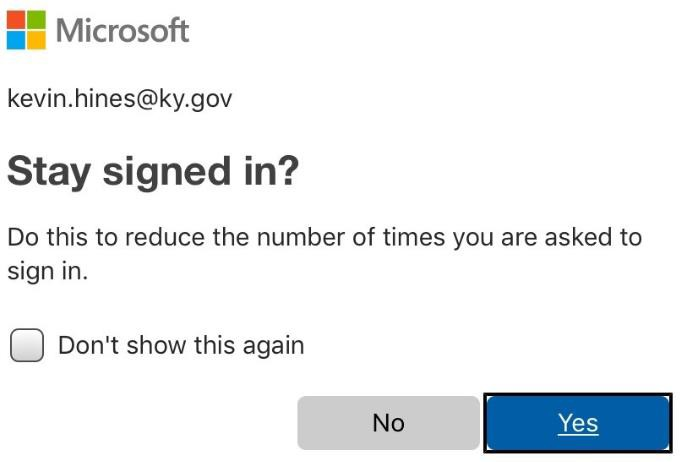 Microsoft
kevin.hines@ky.gov
Stay signed in?
Do this to reduce the number of times you are asked to
sign in.
Don't show this again
No
Yes